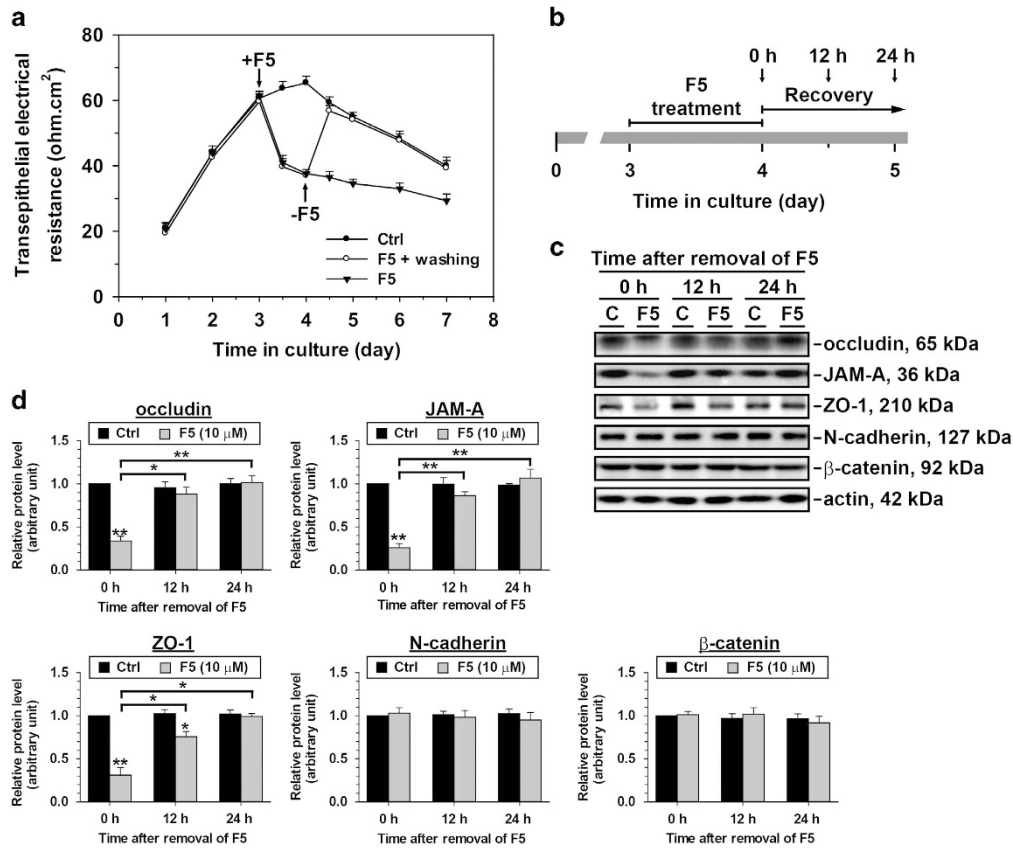 a
Transepithelial electrical
resistance (ohm.cm²)
80
60
40
20
0
+F5
-F5
Ctrl
F5 + washing
F5
0 1 2 3 4 5 6 7 8
Time in culture (day)
b
0 h 12 h 24 h
F5
treatment
Recovery
0 3 4 5
Time in culture (day)
c
Time after removal of F5
0 h 12 h 24 h
C F5 C F5 C F5
occludin, 65 kDa
JAM-A, 36 kDa
ZO-1, 210 kDa
N-cadherin, 127 kDa
β-catenin, 92 kDa
actin, 42 kDa
d
occludin
Ctrl F5 (10 μM)
Relative protein level
(arbitrary unit)
1.5
1.0
0.5
0.0
**
*
**
0 h 12 h 24 h
Time after removal of F5
JAM-A
Ctrl F5 (10 μM)
Relative protein level
(arbitrary unit)
1.5
1.0
0.5
0.0
**
**
**
0 h 12 h 24 h
Time after removal of F5
ZO-1
Ctrl F5 (10 μM)
Relative protein level
(arbitrary unit)
1.5
1.0
0.5
0.0
*
*
*
**
0 h 12 h 24 h
Time after removal of F5
N-cadherin
Ctrl F5 (10 μM)
Relative protein level
(arbitrary unit)
1.5
1.0
0.5
0.0
0 h 12 h 24 h
Time after removal of F5
β-catenin
Ctrl F5 (10 μM)
Relative protein level
(arbitrary unit)
1.5
1.0
0.5
0.0
0 h 12 h 24 h
Time after removal of F5